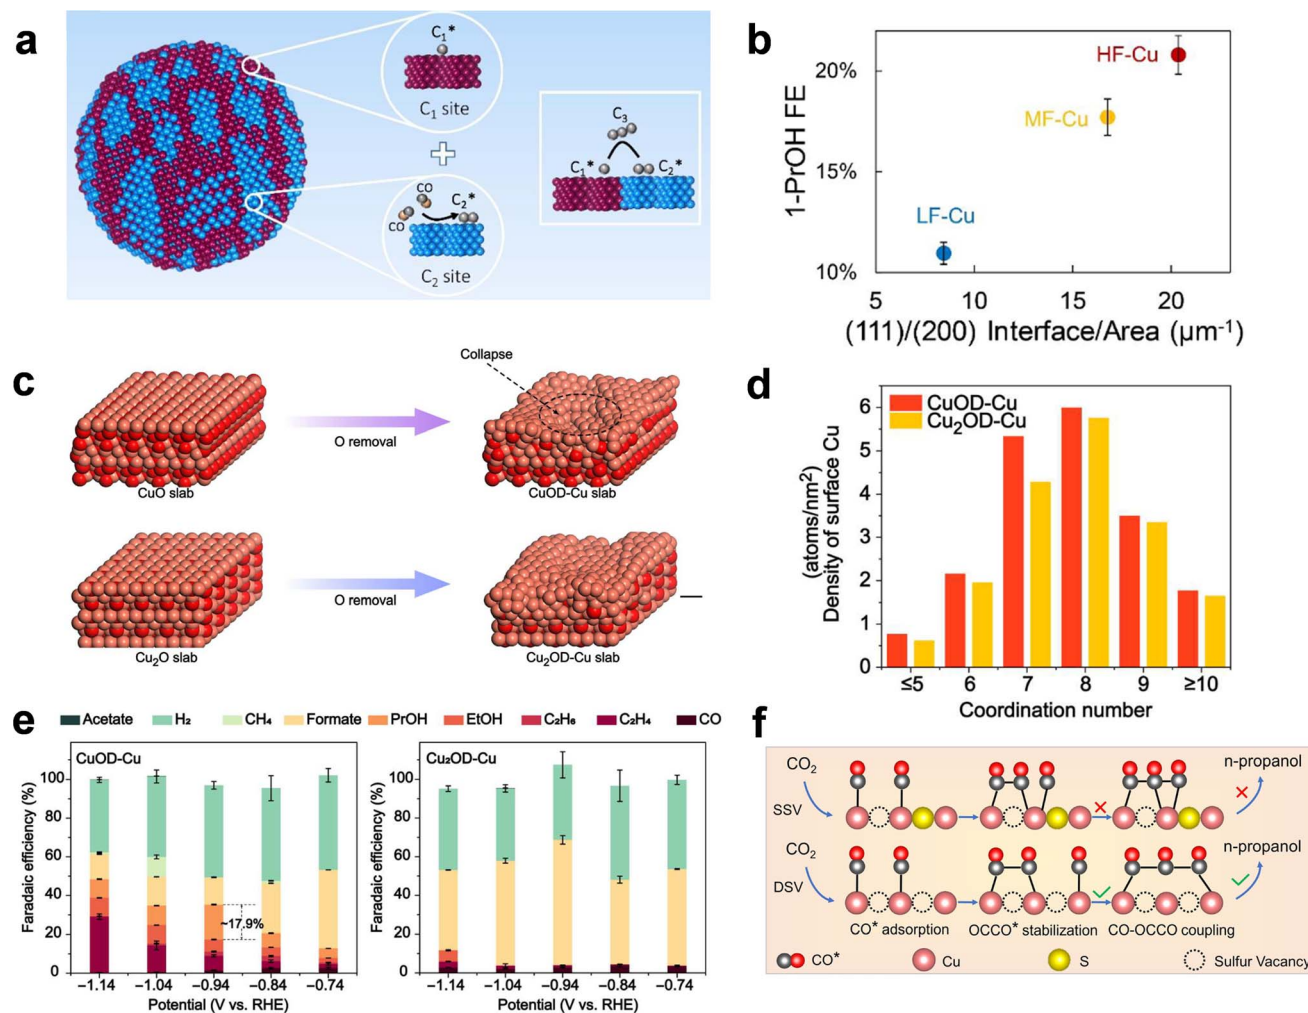 a
C₁*
C₁ site
CO
CO
C₂*
C₂ site
C₃
C₁*
C₂*
b
1-PrOH FE
20%
15%
10%
HF-Cu
MF-Cu
LF-Cu
5
10
15
20
(111)/(200) Interface/Area (µm⁻¹)
c
Collapse
O removal
CuO slab
CuOD-Cu slab
O removal
Cu₂O slab
Cu₂OD-Cu slab
d
CuOD-Cu
Cu₂OD-Cu
(atoms/nm²)
Density of surface Cu
6
5
4
3
2
1
0
≤5
6
7
8
9
≥10
Coordination number
e
Acetate
H₂
CH₄
Formate
PrOH
EtOH
C₂H₆
C₂H₄
CO
CuOD-Cu
Faradaic efficiency (%)
100
80
60
40
20
0
~17.9%
−1.14
−1.04
−0.94
−0.84
−0.74
Potential (V vs. RHE)
Cu₂OD-Cu
Faradaic efficiency (%)
100
80
60
40
20
0
−1.14
−1.04
−0.94
−0.84
−0.74
Potential (V vs. RHE)
f
CO₂
SSV
n-propanol
CO₂
DSV
n-propanol
CO* adsorption
OCCO* stabilization
CO-OCCO coupling
CO*
Cu
S
Sulfur Vacancy